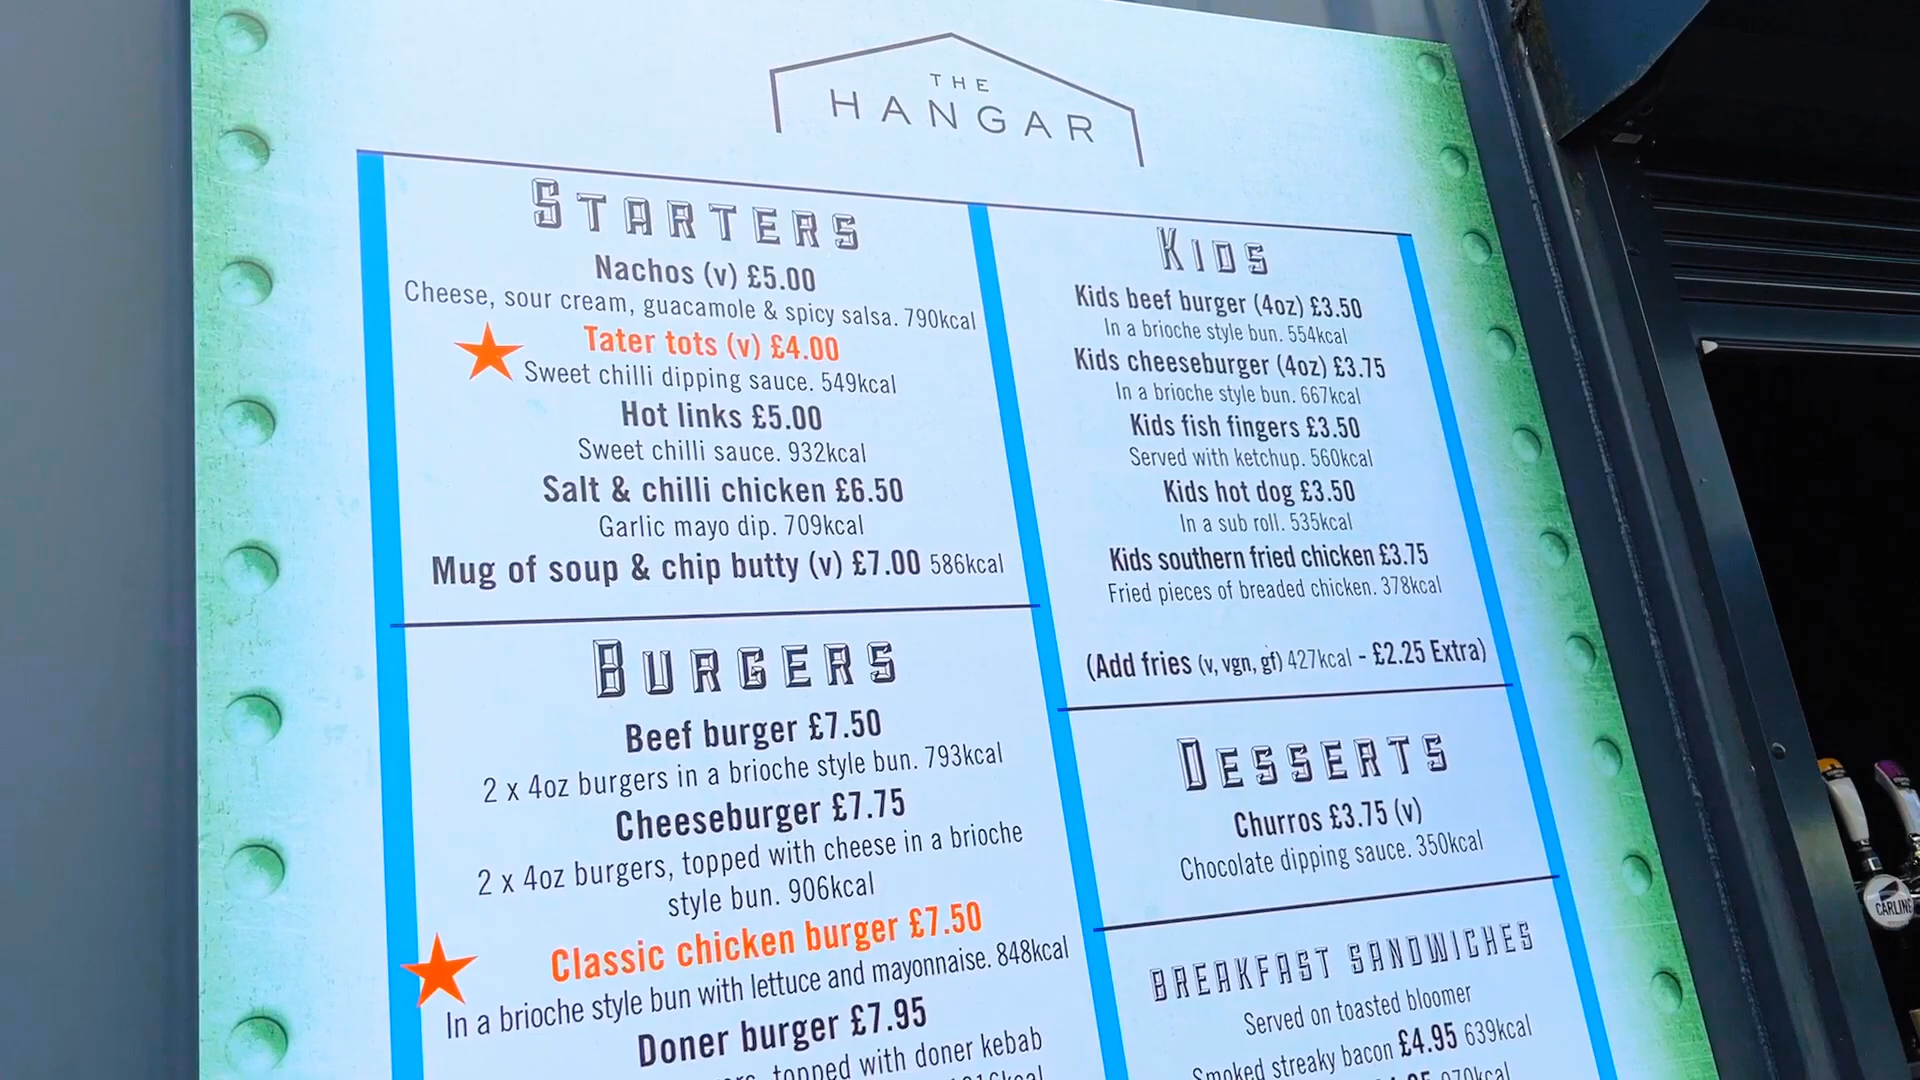 THE
HANGAR
STARTERS
Nachos (v) £5.00
Cheese, sour cream, guacamole & spicy salsa. 790kcal
Tater tots (v) £4.00
Sweet chilli dipping sauce. 549kcal
Hot links £5.00
Sweet chilli sauce. 932kcal
Salt & chilli chicken £6.50
Garlic mayo dip. 709kcal
Mug of soup & chip butty (v) £7.00 586kcal
BURGERS
Beef burger £7.50
2 x 4oz burgers in a brioche style bun. 793kcal
Cheeseburger £7.75
2 x 4oz burgers, topped with cheese in a brioche
style bun. 906kcal
Classic chicken burger £7.50
In a brioche style bun with lettuce and mayonnaise. 848kcal
Doner burger £7.95
topped with doner kebab
KIDS
Kids beef burger (4oz) £3.50
In a brioche style bun. 554kcal
Kids cheeseburger (4oz) £3.75
In a brioche style bun. 667kcal
Kids fish fingers £3.50
Served with ketchup. 560kcal
Kids hot dog £3.50
In a sub roll. 535kcal
Kids southern fried chicken £3.75
Fried pieces of breaded chicken. 378kcal
(Add fries (v, vgn, gf) 427kcal - £2.25 Extra)
DESSERTS
Churros £3.75 (v)
Chocolate dipping sauce. 350kcal
BREAKFAST SANDWICHES
Served on toasted bloomer
Smoked streaky bacon £4.95 639kcal
CARLING